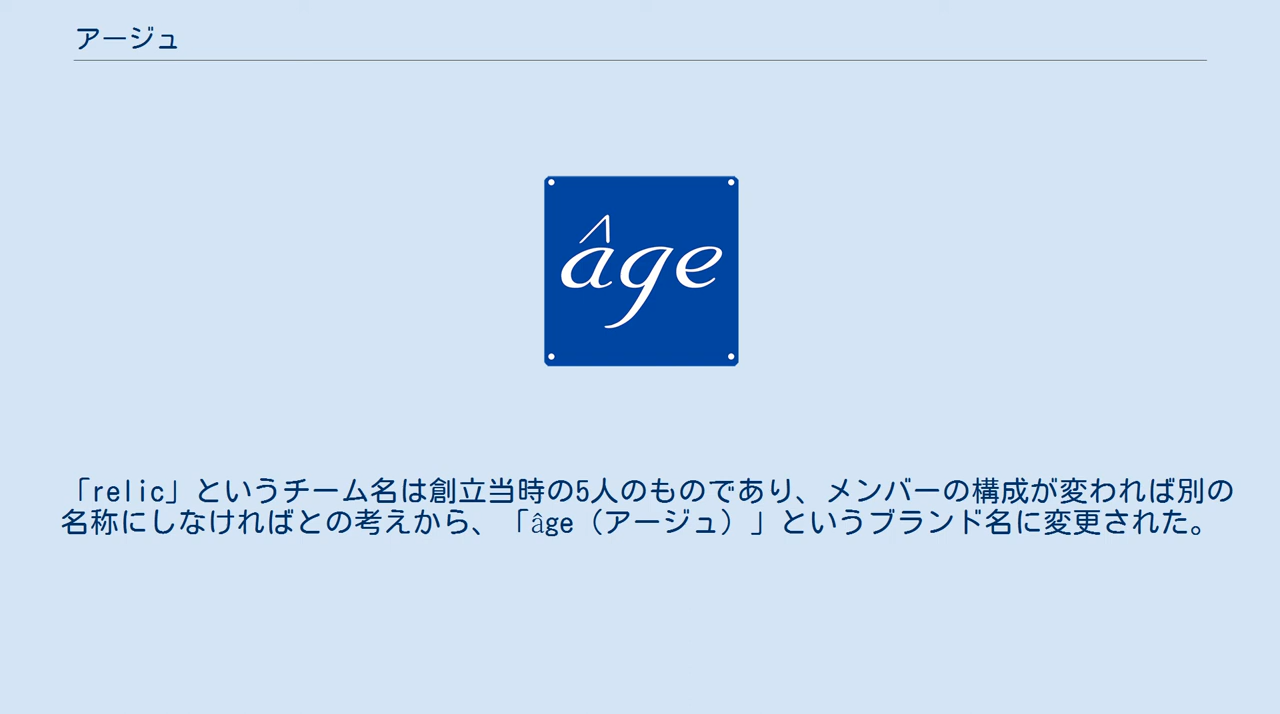 アージュ
âge
「relic」というチーム名は創立当時の5人のものであり、メンバーの構成が変われば別の
名称にしなければとの考えから、「âge（アージュ）」というブランド名に変更された。